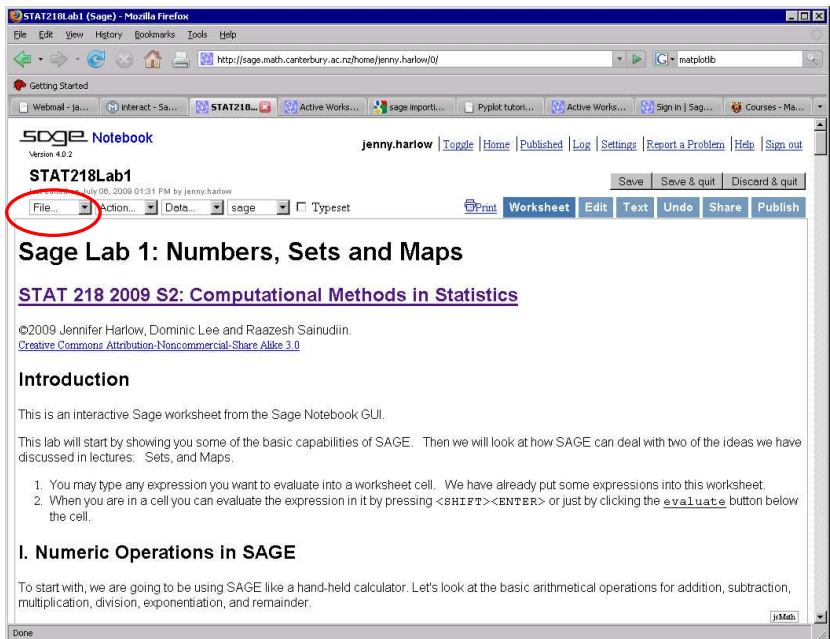 STAT218Lab1 (Sage) - Mozilla Firefox
File Edit View History Bookmarks Tools Help
http://sage.math.canterbury.ac.nz/home/jenny.harlow/0/ matplotlib
Getting Started
Webmail - ja... interact - Sa... STAT218... Active Works... sage importi... Pyplot tutori... Active Works... Sign in | Sag... Courses - Ma...
sage Notebook
Version 4.0.2
jenny.harlow | Toggle | Home | Published | Log | Settings | Report a Problem | Help | Sign out
STAT218Lab1
Save Save & quit Discard & quit
last edited on July 06, 2009 01:31 PM by jenny.harlow
File... Action... Data... sage Typeset Print Worksheet Edit Text Undo Share Publish
Sage Lab 1: Numbers, Sets and Maps
STAT 218 2009 S2: Computational Methods in Statistics
©2009 Jennifer Harlow, Dominic Lee and Raazesh Sainudiin.
Creative Commons Attribution-Noncommercial-Share Alike 3.0
Introduction
This is an interactive Sage worksheet from the Sage Notebook GUI.
This lab will start by showing you some of the basic capabilities of SAGE. Then we will look at how SAGE can deal with two of the ideas we have
discussed in lectures: Sets, and Maps.
1. You may type any expression you want to evaluate into a worksheet cell. We have already put some expressions into this worksheet.
2. When you are in a cell you can evaluate the expression in it by pressing <SHIFT><ENTER> or just by clicking the evaluate button below
the cell.
I. Numeric Operations in SAGE
To start with, we are going to be using SAGE like a hand-held calculator. Let's look at the basic arithmetical operations for addition, subtraction,
multiplication, division, exponentiation, and remainder.
jsMath
Done